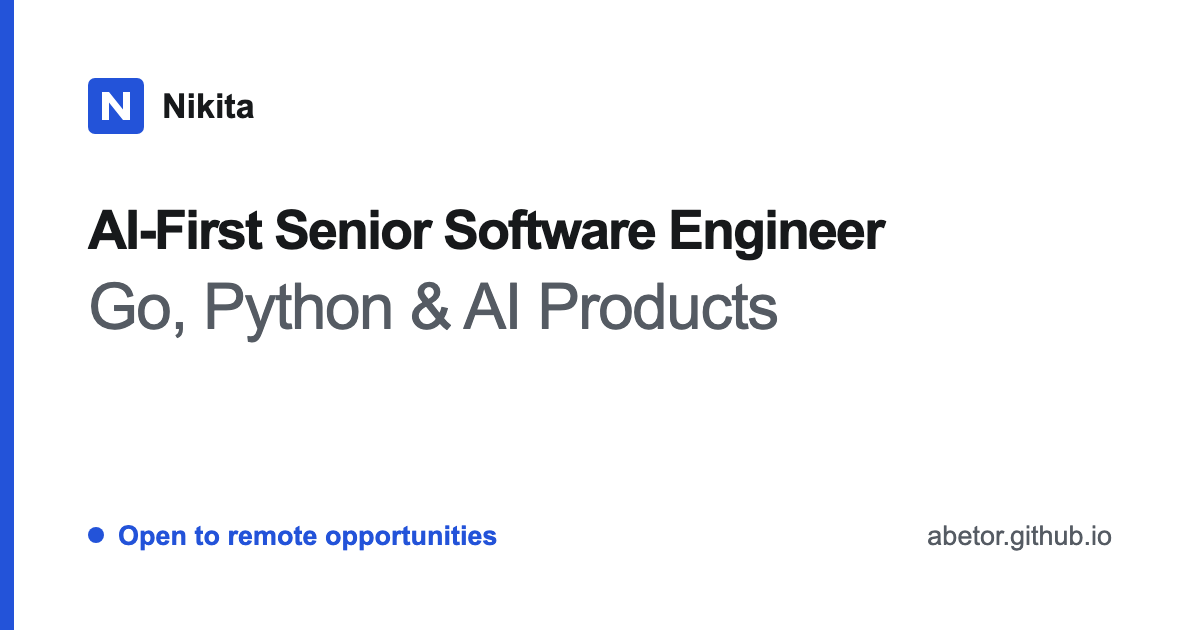 N Nikita
AI-First Senior Software Engineer
Go, Python & AI Products
Open to remote opportunities
abetor.github.io